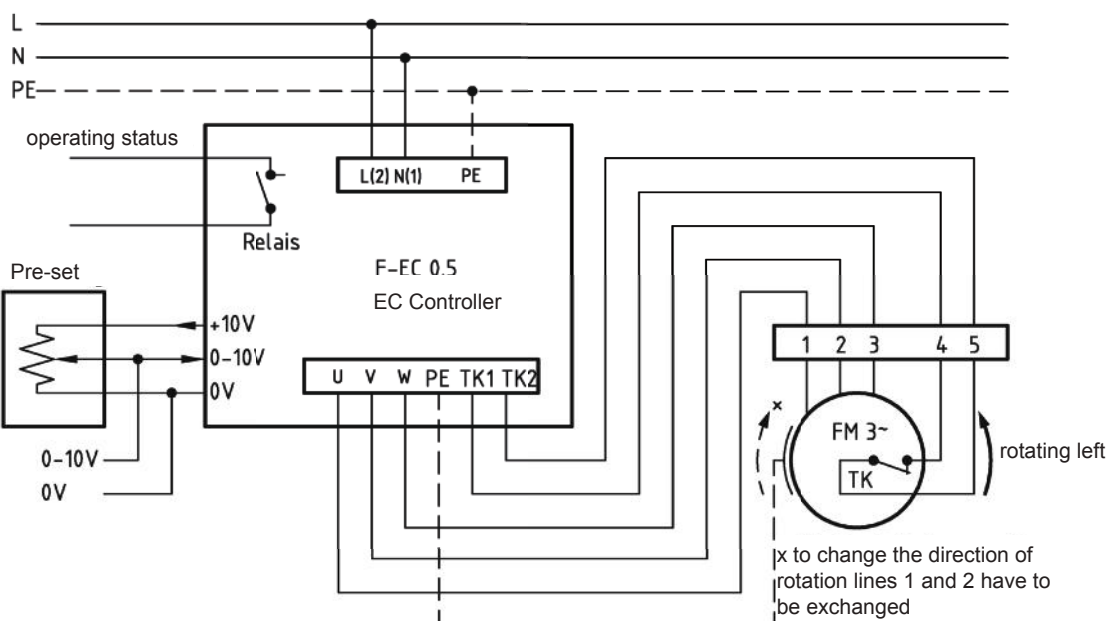 L
N
PE
operating status
L(2) N(1) PE
Relais
F-EC 0.5
EC Controller
Pre-set
+10V
0-10V
0V
U V W PE TK1 TK2
1 2 3 4 5
x
FM 3~
TK
rotating left
0-10V
0V
x to change the direction of
rotation lines 1 and 2 have to
be exchanged